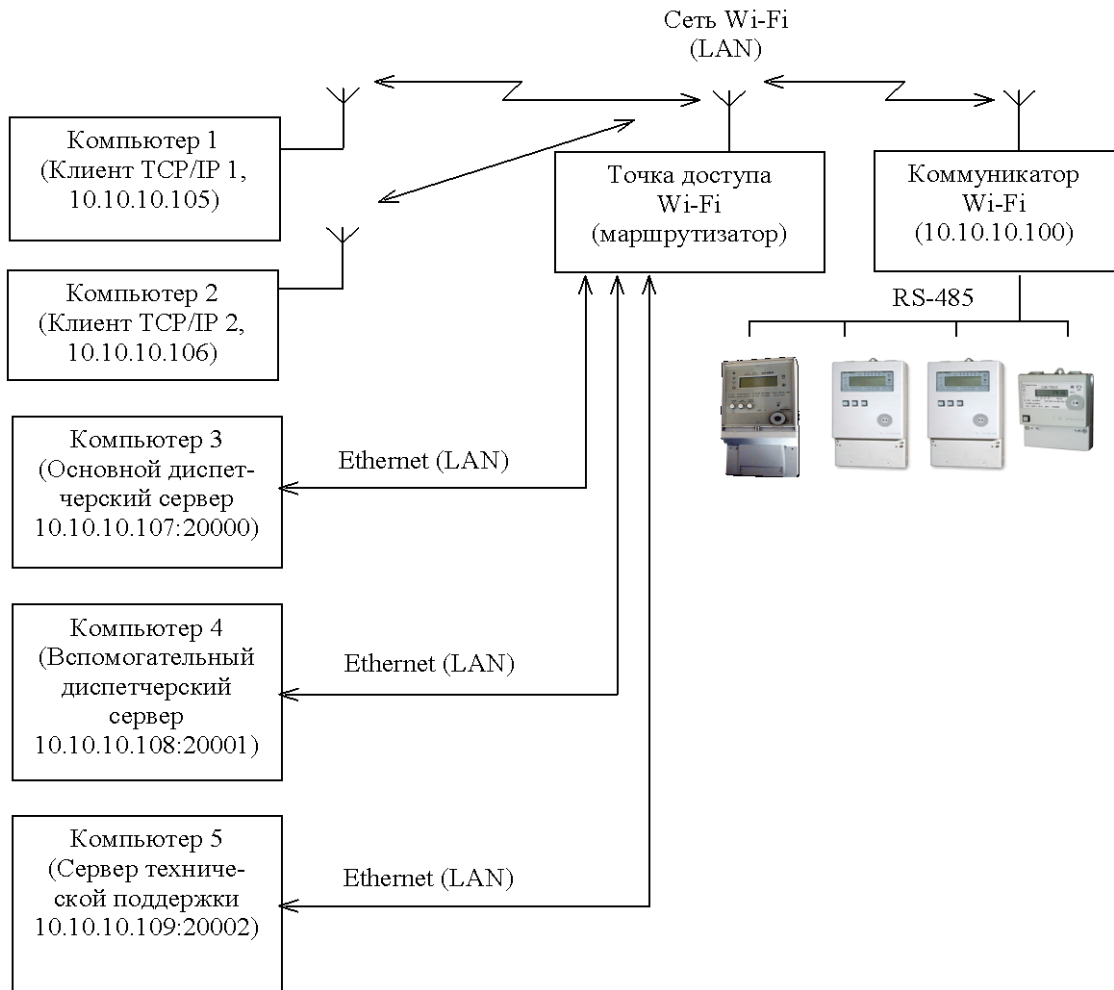 Сеть Wi-Fi
(LAN)
Компьютер 1
(Клиент TCP/IP 1,
10.10.10.105)
Точка доступа
Wi-Fi
(маршрутизатор)
Коммуникатор
Wi-Fi
(10.10.10.100)
Компьютер 2
(Клиент TCP/IP 2,
10.10.10.106)
RS-485
Компьютер 3
(Основной диспет-
черский сервер
10.10.10.107:20000)
Ethernet (LAN)
Компьютер 4
(Вспомогательный
диспетчерский
сервер
10.10.10.108:20001)
Ethernet (LAN)
Компьютер 5
(Сервер техниче-
ской поддержки
10.10.10.109:20002)
Ethernet (LAN)